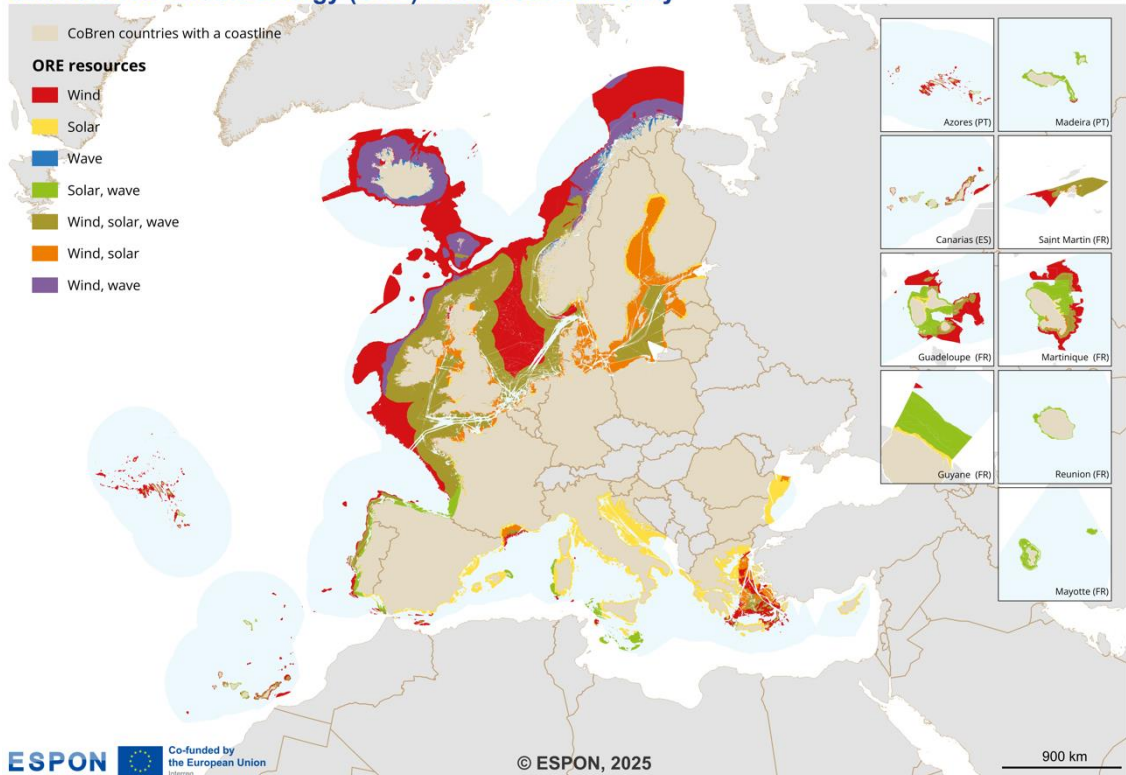 CoBren countries with a coastline
ORE resources
Wind
Solar
Wave
Solar, wave
Wind, solar, wave
Wind, solar
Wind, wave
Azores (PT)
Madeira (PT)
Canarias (ES)
Saint Martin (FR)
Guadeloupe (FR)
Martinique (FR)
Guyane (FR)
Reunion (FR)
Mayotte (FR)
ESPON
Co-funded by
the European Union
Interreg
© ESPON, 2025
900 km